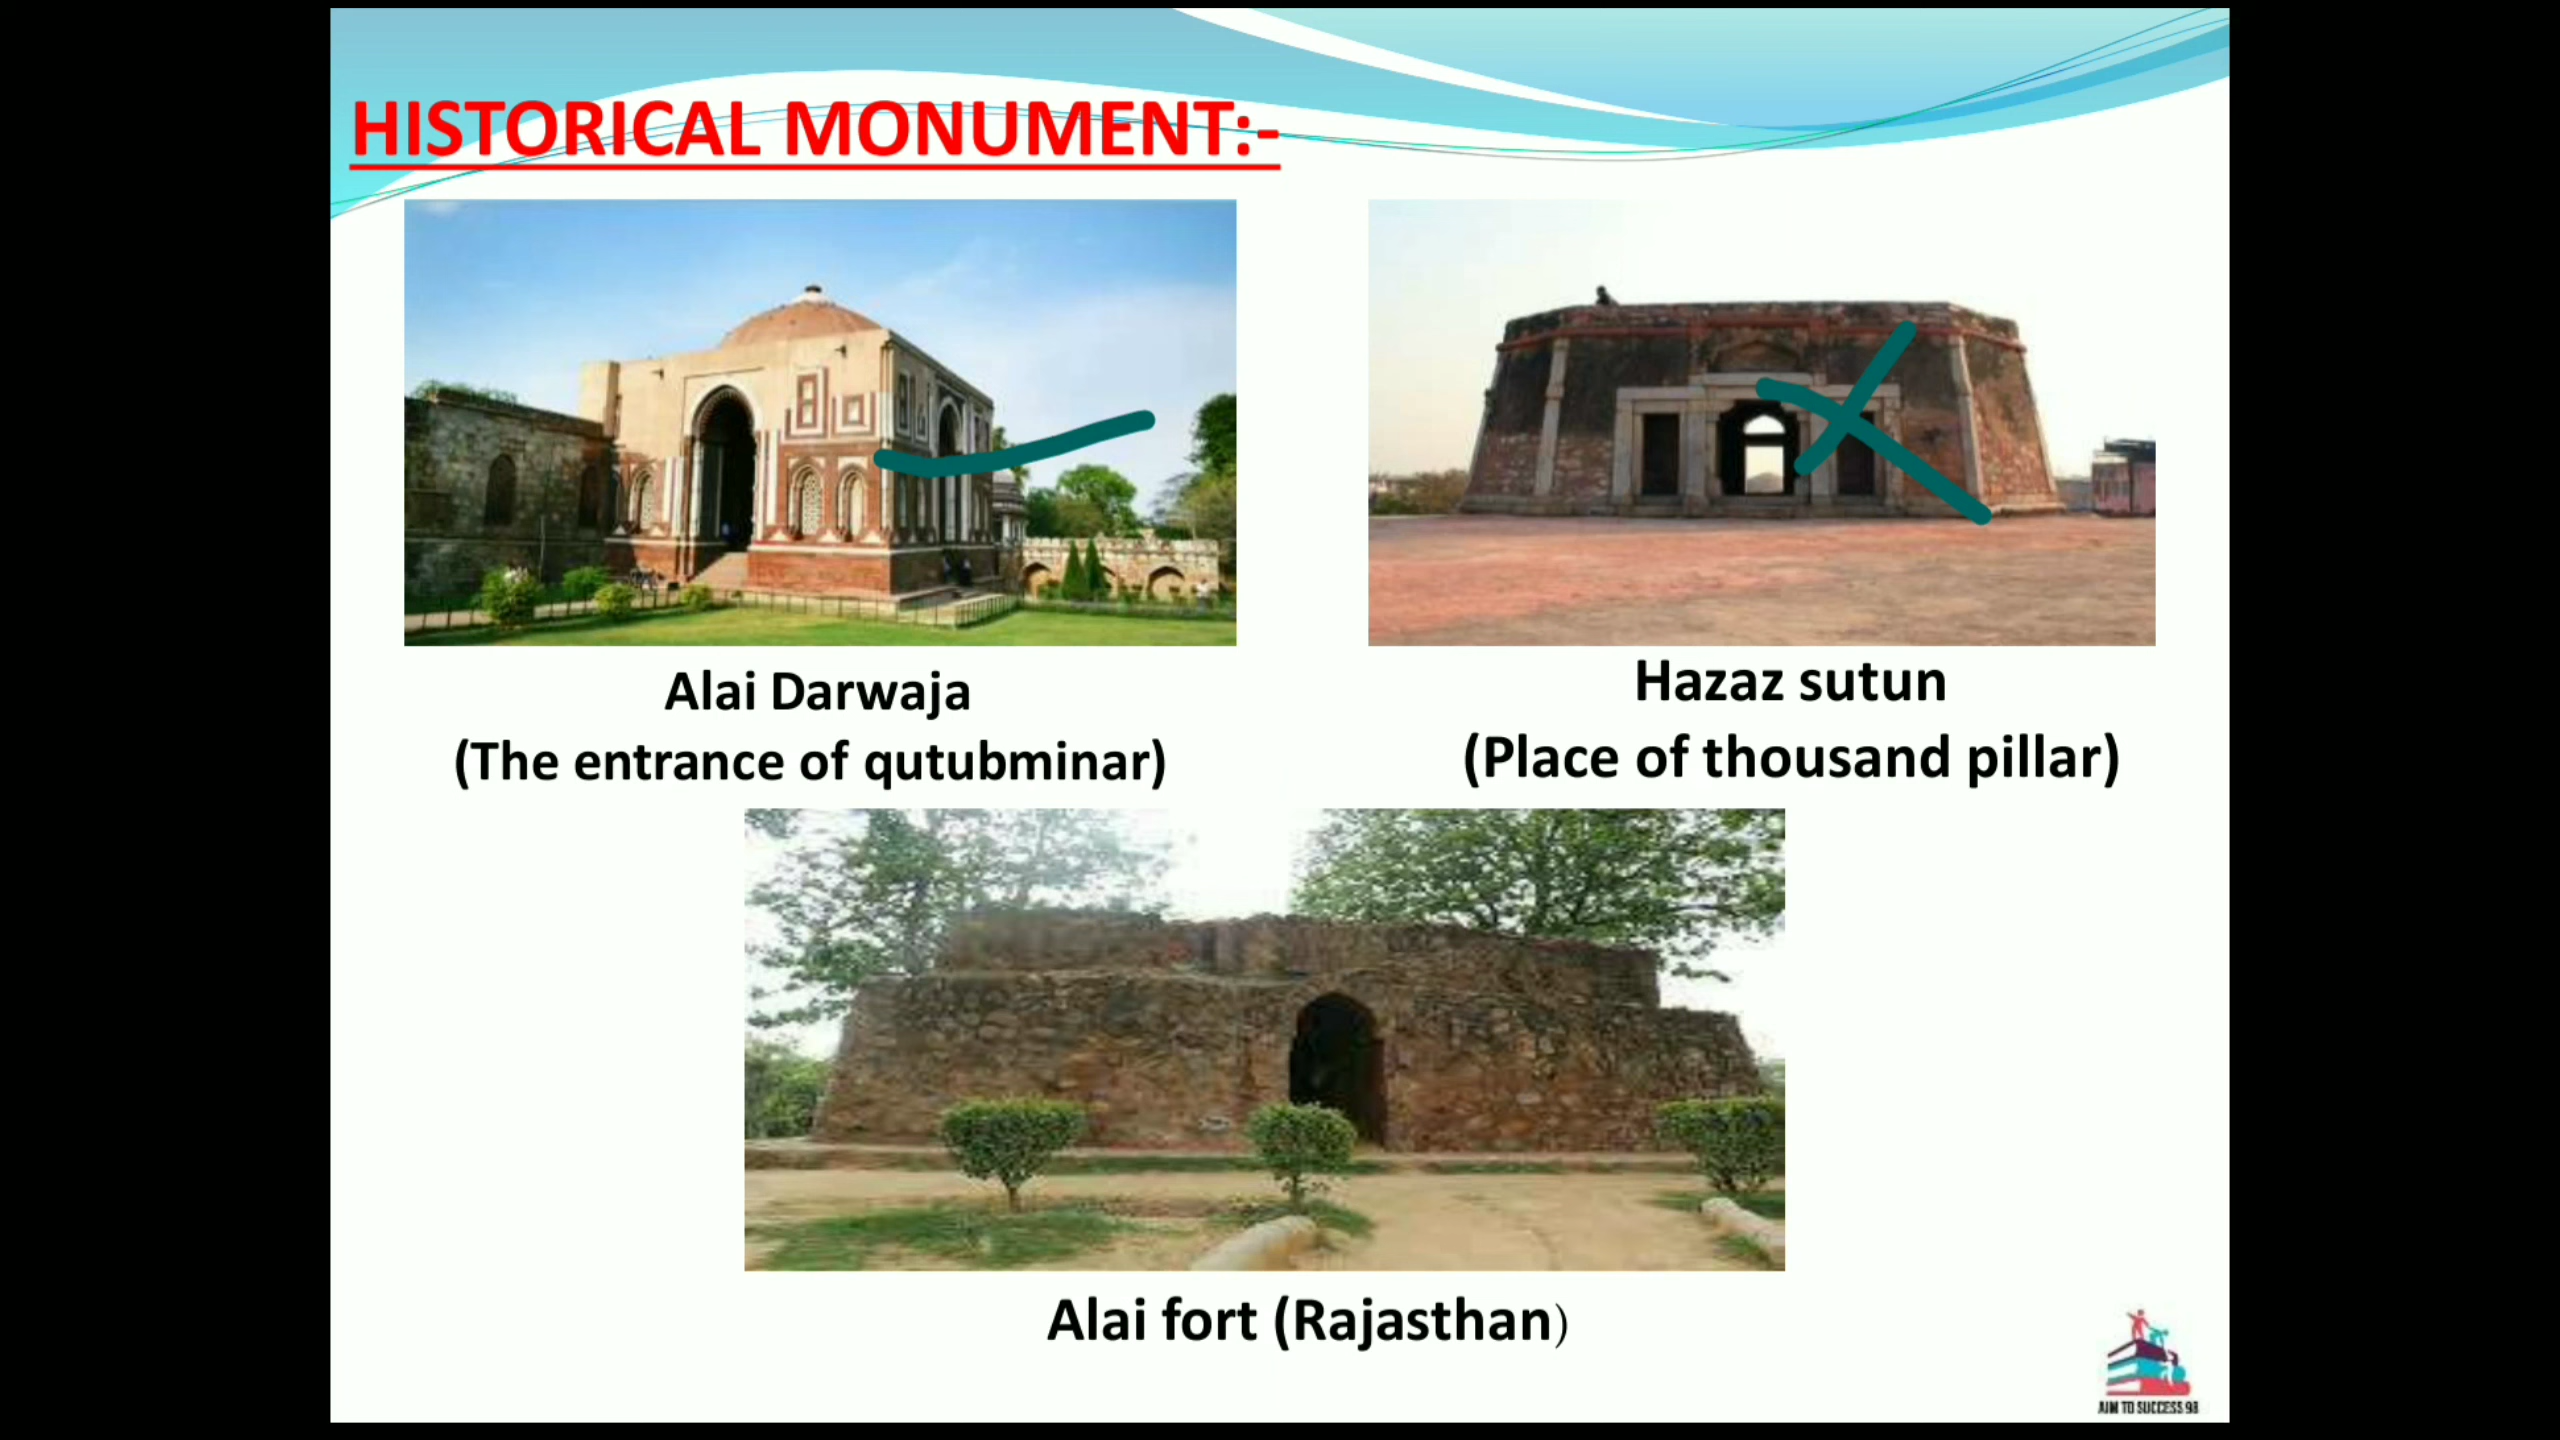 HISTORICAL MONUMENT:-
Alai Darwaja
(The entrance of qutubminar)
Hazaz sutun
(Place of thousand pillar)
Alai fort (Rajasthan)
AIM TO SUCCESS 98